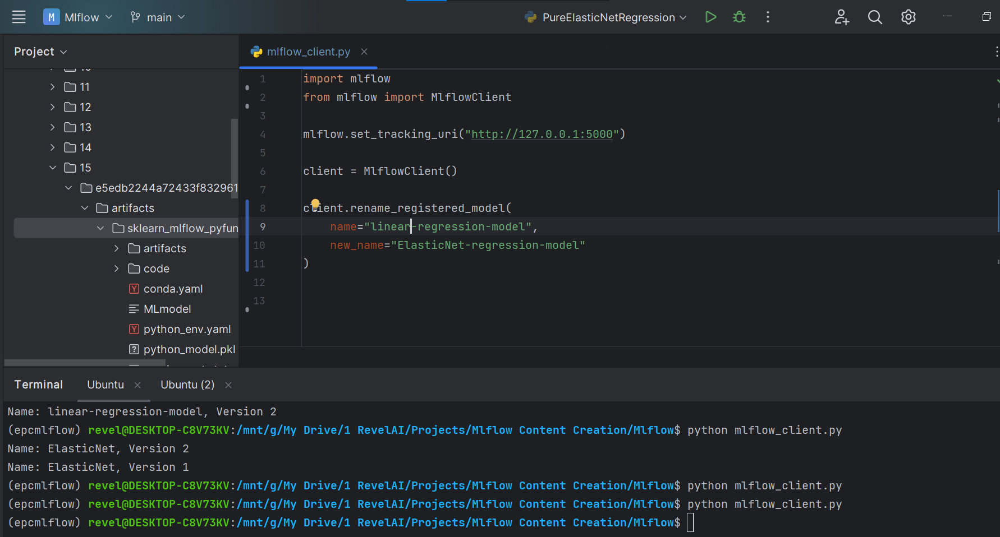 M Mlflow main PureElasticNetRegression
Project
mlflow_client.py
11
12
13
14
15
e5edb2244a72433f832961
artifacts
sklearn_mlflow_pyfun
artifacts
code
Y conda.yaml
MLmodel
Y python_env.yaml
? python_model.pkl
1 import mlflow
2 from mlflow import MlflowClient
3
4 mlflow.set_tracking_uri("http://127.0.0.1:5000")
5
6 client = MlflowClient()
7
8 client.rename_registered_model(
9 name="linear-regression-model",
10 new_name="ElasticNet-regression-model"
11 )
12
13
Terminal Ubuntu Ubuntu (2)
Name: linear-regression-model, Version 2
(epcmlflow) revel@DESKTOP-C8V73KV:/mnt/g/My Drive/1 RevelAI/Projects/Mlflow Content Creation/Mlflow$ python mlflow_client.py
Name: ElasticNet, Version 2
Name: ElasticNet, Version 1
(epcmlflow) revel@DESKTOP-C8V73KV:/mnt/g/My Drive/1 RevelAI/Projects/Mlflow Content Creation/Mlflow$ python mlflow_client.py
(epcmlflow) revel@DESKTOP-C8V73KV:/mnt/g/My Drive/1 RevelAI/Projects/Mlflow Content Creation/Mlflow$ python mlflow_client.py
(epcmlflow) revel@DESKTOP-C8V73KV:/mnt/g/My Drive/1 RevelAI/Projects/Mlflow Content Creation/Mlflow$